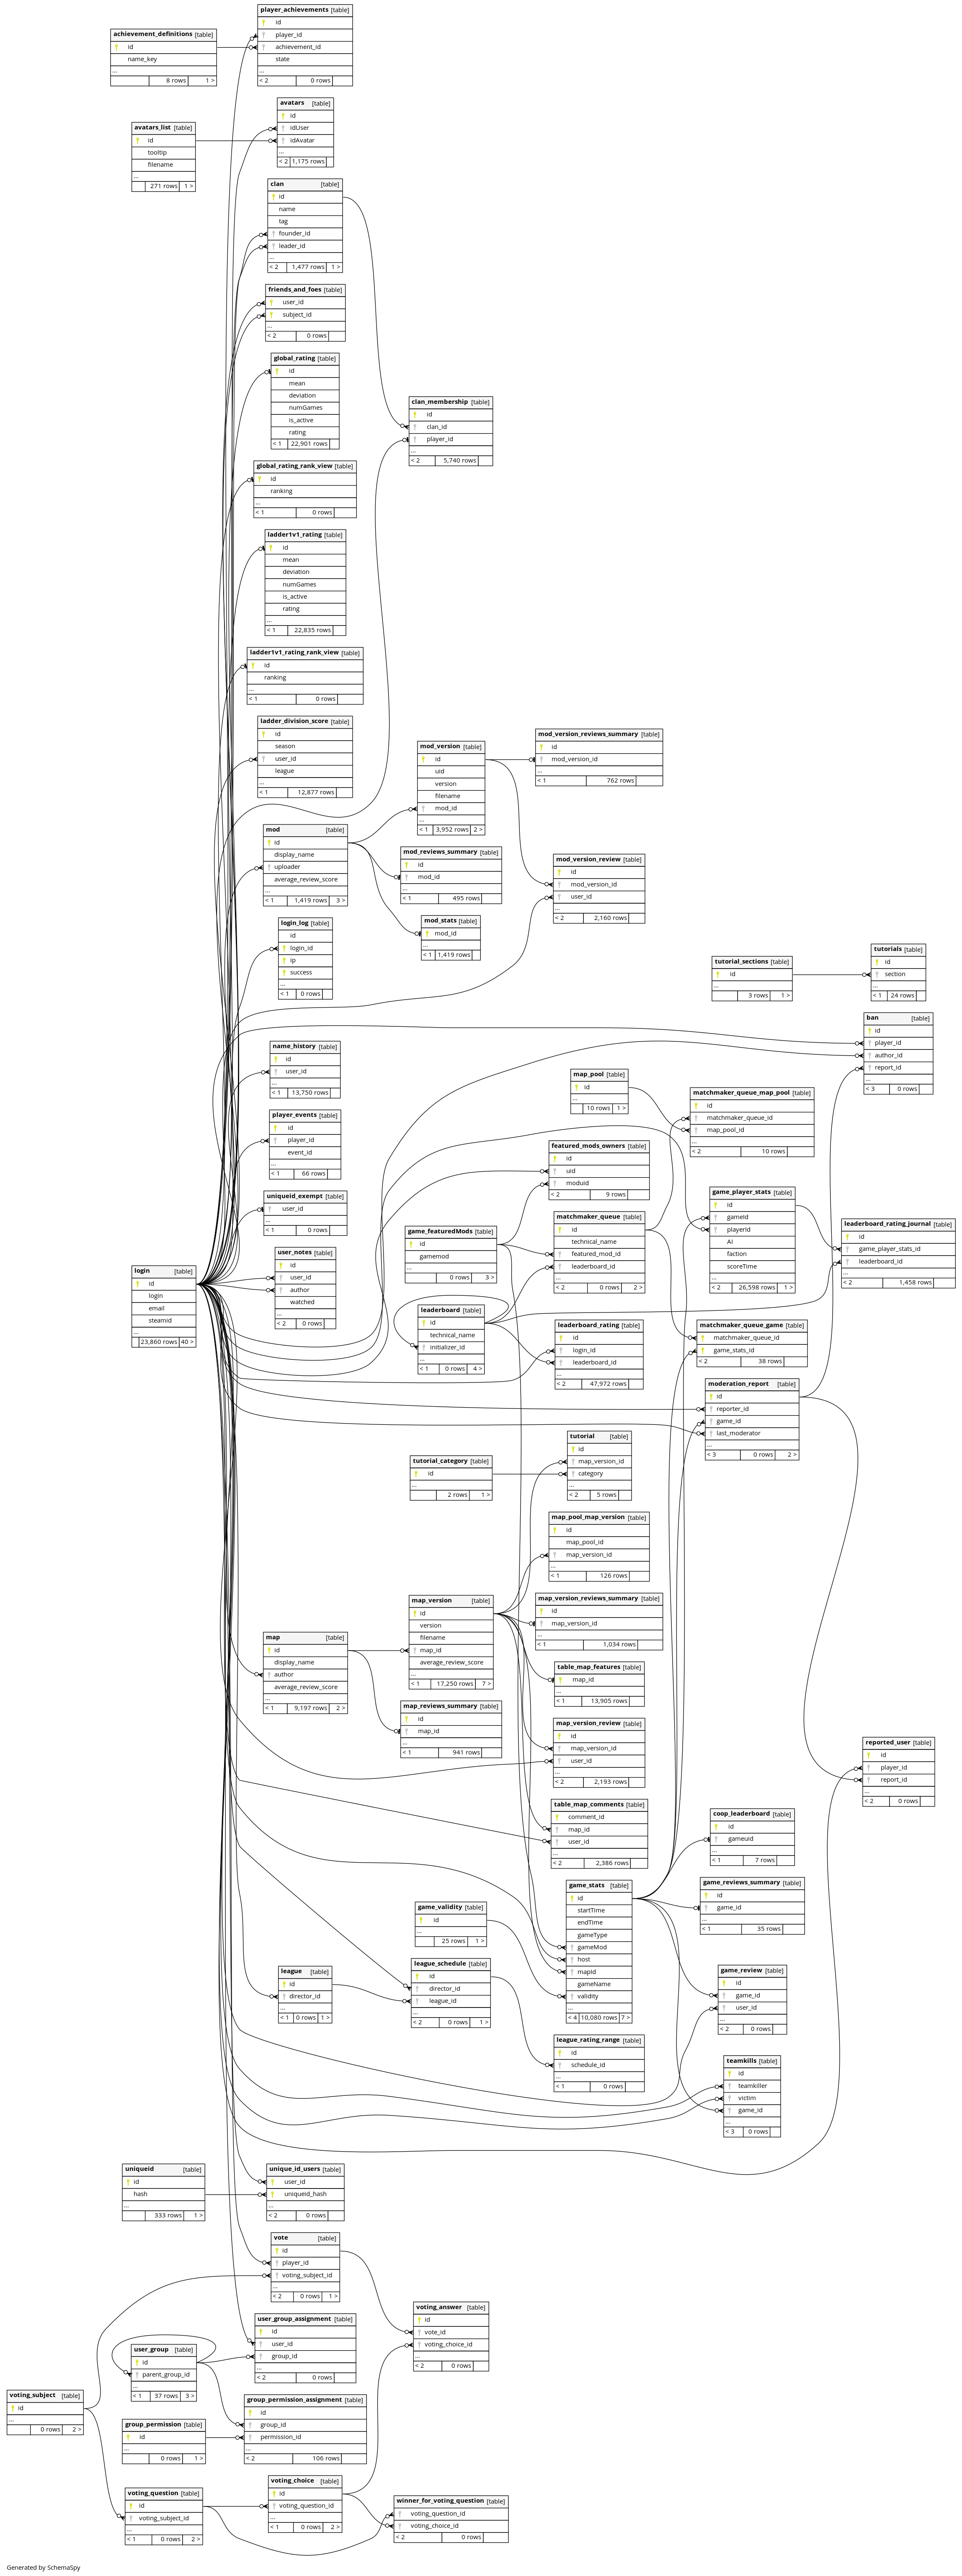 player_achievements [table]
id
player_id
achievement_id
state
...
< 2 0 rows
achievement_definitions [table]
id
name_key
...
8 rows 1 >
avatars [table]
id
idUser
idAvatar
...
< 2 1,175 rows
avatars_list [table]
id
tooltip
filename
...
271 rows 1 >
clan [table]
id
name
tag
founder_id
leader_id
...
< 2 1,477 rows 1 >
friends_and_foes [table]
user_id
subject_id
...
< 2 0 rows
global_rating [table]
id
mean
deviation
numGames
is_active
rating
< 1 22,901 rows
clan_membership [table]
id
clan_id
player_id
...
< 2 5,740 rows
global_rating_rank_view [table]
id
ranking
...
< 1 0 rows
ladder1v1_rating [table]
id
mean
deviation
numGames
is_active
rating
...
< 1 22,835 rows
ladder1v1_rating_rank_view [table]
id
ranking
...
< 1 0 rows
ladder_division_score [table]
id
season
user_id
league
...
< 1 12,877 rows
mod_version [table]
id
uid
version
filename
mod_id
...
< 1 3,952 rows 2 >
mod_version_reviews_summary [table]
id
mod_version_id
...
< 1 762 rows
mod [table]
id
display_name
uploader
average_review_score
...
< 1 1,419 rows 3 >
mod_reviews_summary [table]
id
mod_id
...
< 1 495 rows
mod_version_review [table]
id
mod_version_id
user_id
...
< 2 2,160 rows
mod_stats [table]
mod_id
...
< 1 1,419 rows
login_log [table]
id
login_id
ip
success
...
< 1 0 rows
tutorial_sections [table]
id
...
3 rows 1 >
tutorials [table]
id
section
...
< 1 24 rows
ban [table]
id
player_id
author_id
report_id
...
< 3 0 rows
name_history [table]
id
user_id
...
< 1 13,750 rows
map_pool [table]
id
...
10 rows 1 >
matchmaker_queue_map_pool [table]
id
matchmaker_queue_id
map_pool_id
...
< 2 10 rows
player_events [table]
id
player_id
event_id
...
< 1 66 rows
featured_mods_owners [table]
id
uid
moduid
...
< 2 9 rows
uniqueid_exempt [table]
user_id
...
< 1 0 rows
game_player_stats [table]
id
gameId
playerId
AI
faction
scoreTime
...
< 2 26,598 rows 1 >
matchmaker_queue [table]
id
technical_name
featured_mod_id
leaderboard_id
...
< 2 0 rows 2 >
leaderboard_rating_journal [table]
id
game_player_stats_id
leaderboard_id
...
< 2 1,458 rows
game_featuredMods [table]
id
gamemod
...
0 rows 3 >
user_notes [table]
id
user_id
author
watched
...
< 2 0 rows
login [table]
id
login
email
steamid
...
23,860 rows 40 >
leaderboard [table]
id
technical_name
initializer_id
...
< 1 0 rows 4 >
leaderboard_rating [table]
id
login_id
leaderboard_id
...
< 2 47,972 rows
matchmaker_queue_game [table]
matchmaker_queue_id
game_stats_id
...
< 2 38 rows
moderation_report [table]
id
reporter_id
game_id
last_moderator
...
< 3 0 rows 2 >
tutorial_category [table]
id
...
2 rows 1 >
tutorial [table]
id
map_version_id
category
...
< 2 5 rows
map_pool_map_version [table]
id
map_pool_id
map_version_id
...
< 1 126 rows
map_version [table]
id
version
filename
map_id
average_review_score
...
< 1 17,250 rows 7 >
map_version_reviews_summary [table]
id
map_version_id
...
< 1 1,034 rows
map [table]
id
display_name
author
average_review_score
...
< 1 9,197 rows 2 >
table_map_features [table]
map_id
...
< 1 13,905 rows
map_reviews_summary [table]
id
map_id
...
< 1 941 rows
map_version_review [table]
id
map_version_id
user_id
...
< 2 2,193 rows
reported_user [table]
id
player_id
report_id
...
< 2 0 rows
table_map_comments [table]
comment_id
map_id
user_id
...
< 2 2,386 rows
coop_leaderboard [table]
id
gameuid
...
< 1 7 rows
game_stats [table]
id
startTime
endTime
gameType
gameMod
host
mapId
gameName
validity
...
< 4 10,080 rows 7 >
game_reviews_summary [table]
id
game_id
...
< 1 35 rows
game_validity [table]
id
...
25 rows 1 >
league [table]
id
director_id
...
< 1 0 rows 1 >
league_schedule [table]
id
director_id
league_id
...
< 2 0 rows 1 >
game_review [table]
id
game_id
user_id
...
< 2 0 rows
league_rating_range [table]
id
schedule_id
...
< 1 0 rows
teamkills [table]
id
teamkiller
victim
game_id
...
< 3 0 rows
uniqueid [table]
id
hash
...
333 rows 1 >
unique_id_users [table]
user_id
uniqueid_hash
...
< 2 0 rows
vote [table]
id
player_id
voting_subject_id
...
< 2 0 rows 1 >
voting_answer [table]
id
vote_id
voting_choice_id
...
< 2 0 rows
user_group_assignment [table]
id
user_id
group_id
...
< 2 0 rows
user_group [table]
id
parent_group_id
...
< 1 37 rows 3 >
voting_subject [table]
id
...
0 rows 2 >
group_permission_assignment [table]
id
group_id
permission_id
...
< 2 106 rows
group_permission [table]
id
...
0 rows 1 >
voting_question [table]
id
voting_subject_id
...
< 1 0 rows 2 >
voting_choice [table]
id
voting_question_id
...
< 1 0 rows 2 >
winner_for_voting_question [table]
voting_question_id
voting_choice_id
...
< 2 0 rows
Generated by SchemaSpy